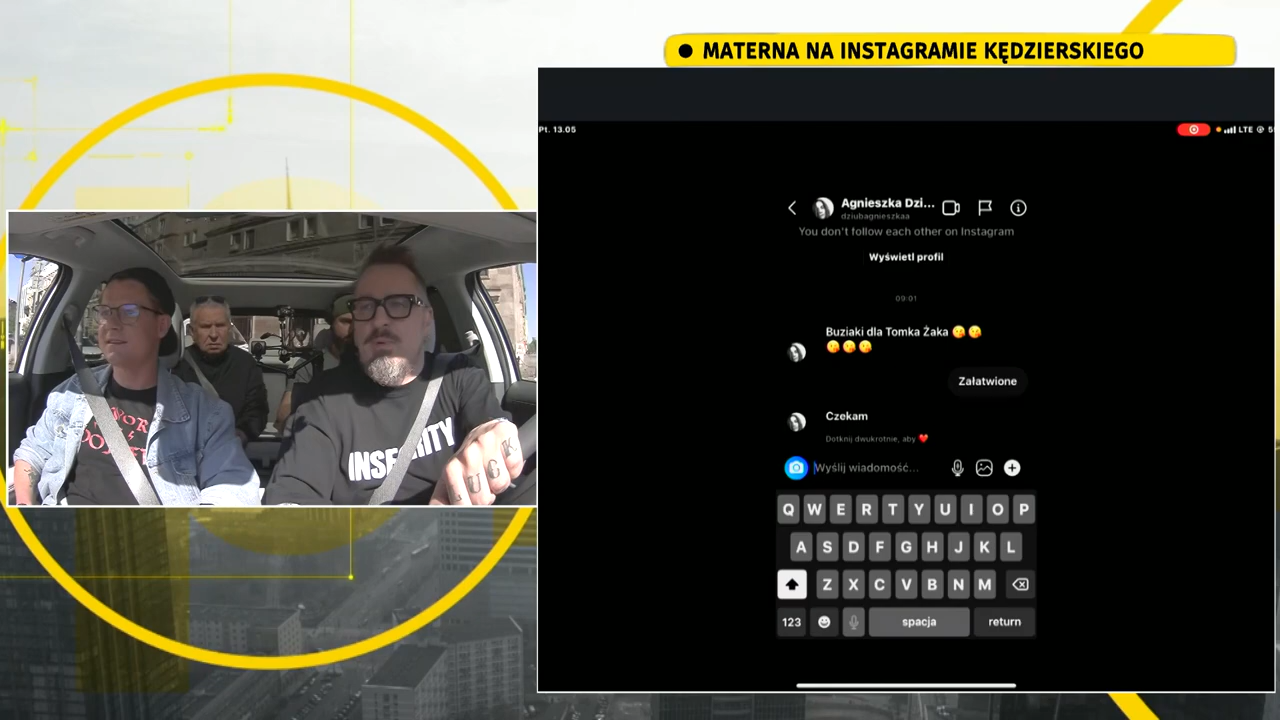 MATERNA NA INSTAGRAMIE KĘDZIERSKIEGO
Pt. 13.05
LTE
Agnieszka Dzi...
dziubagnieszkaa
You don't follow each other on Instagram
Wyświetl profil
09:01
Buziaki dla Tomka Żaka 😘 😘
😘 😘 😘
Załatwione
Czekam
Dotknij dwukrotnie, aby ❤️
Wyślij wiadomość...
Q W E R T Y U I O P
A S D F G H J K L
Z X C V B N M
123
spacja
return